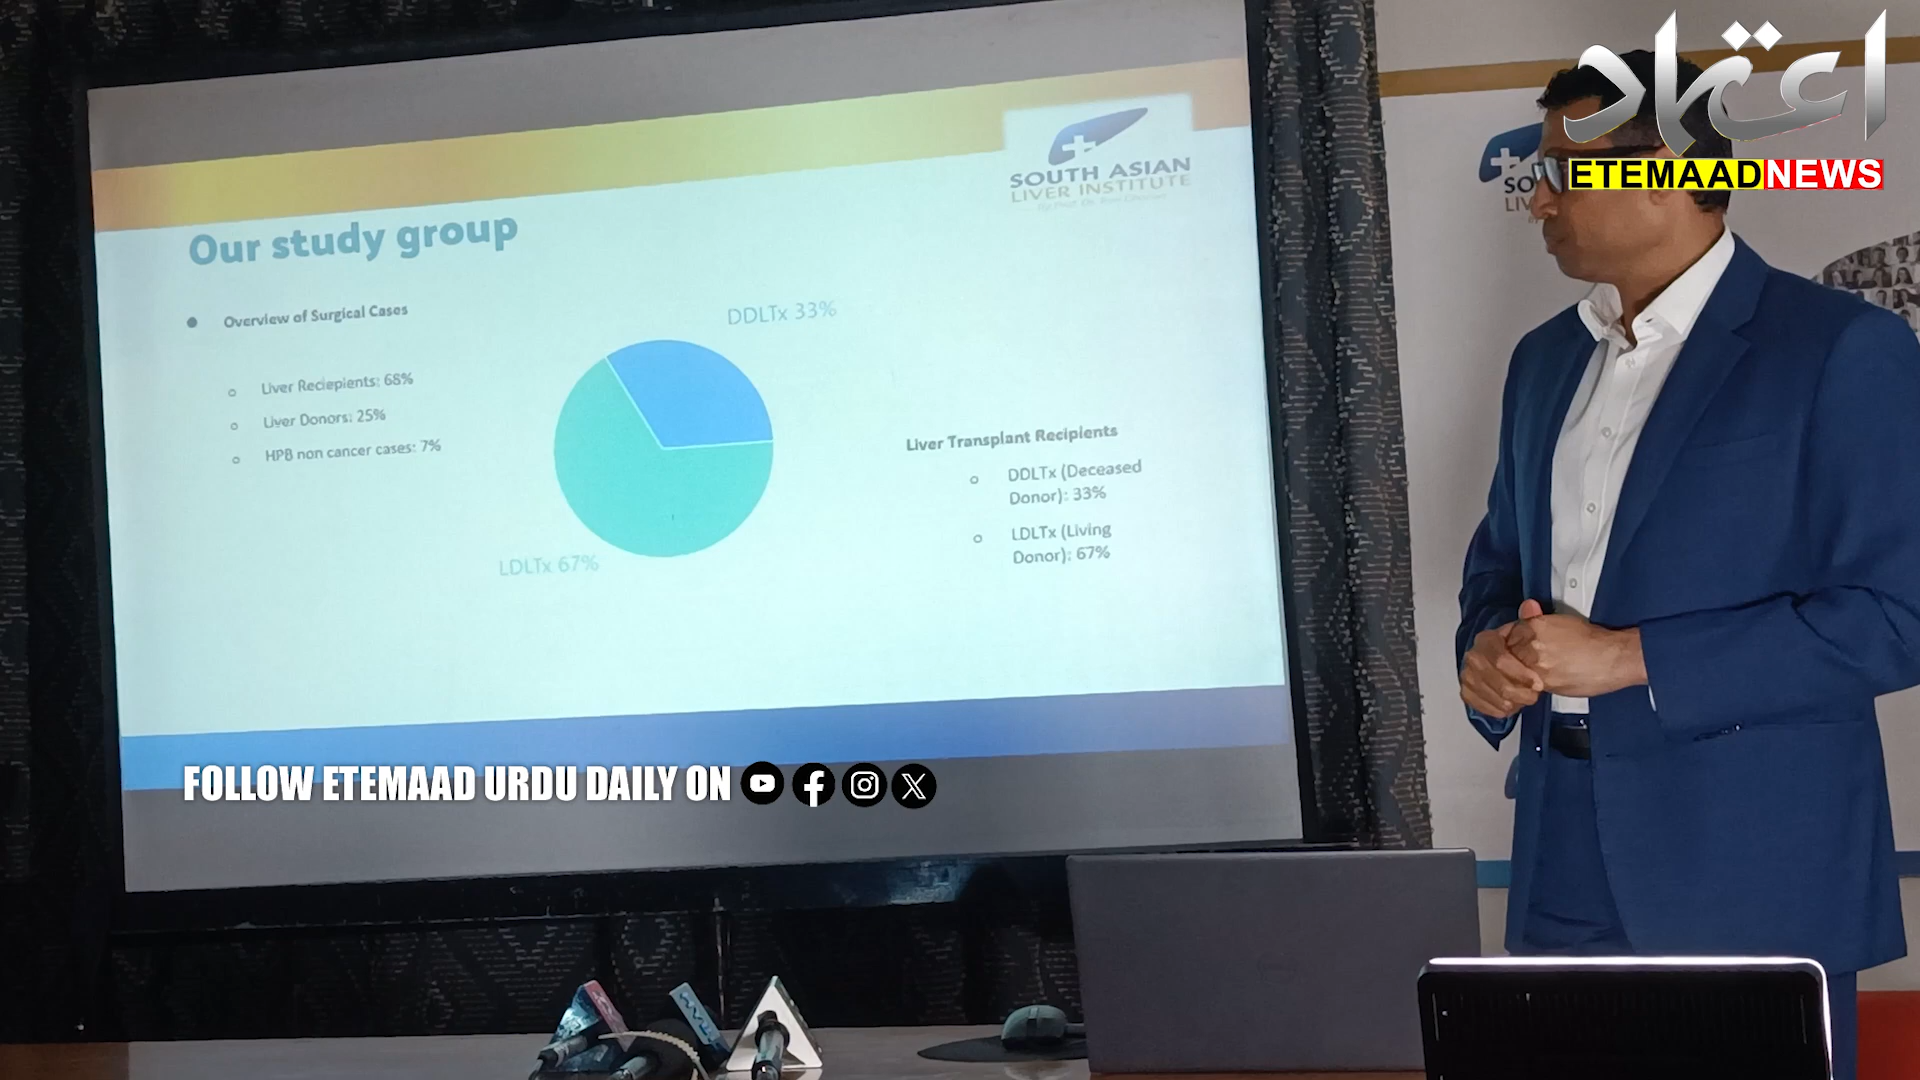 اعتماد
ETEMAADNEWS
SOUTH ASIAN
LIVER INSTITUTE
SO
LIV
Our study group
Overview of Surgical Cases
Liver Reciepients: 68%
Liver Donors: 25%
HPB non cancer cases: 7%
DDLTx 33%
LDLTx 67%
Liver Transplant Recipients
DDLTx (Deceased
Donor): 33%
LDLTx (Living
Donor): 67%
FOLLOW ETEMAAD URDU DAILY ON